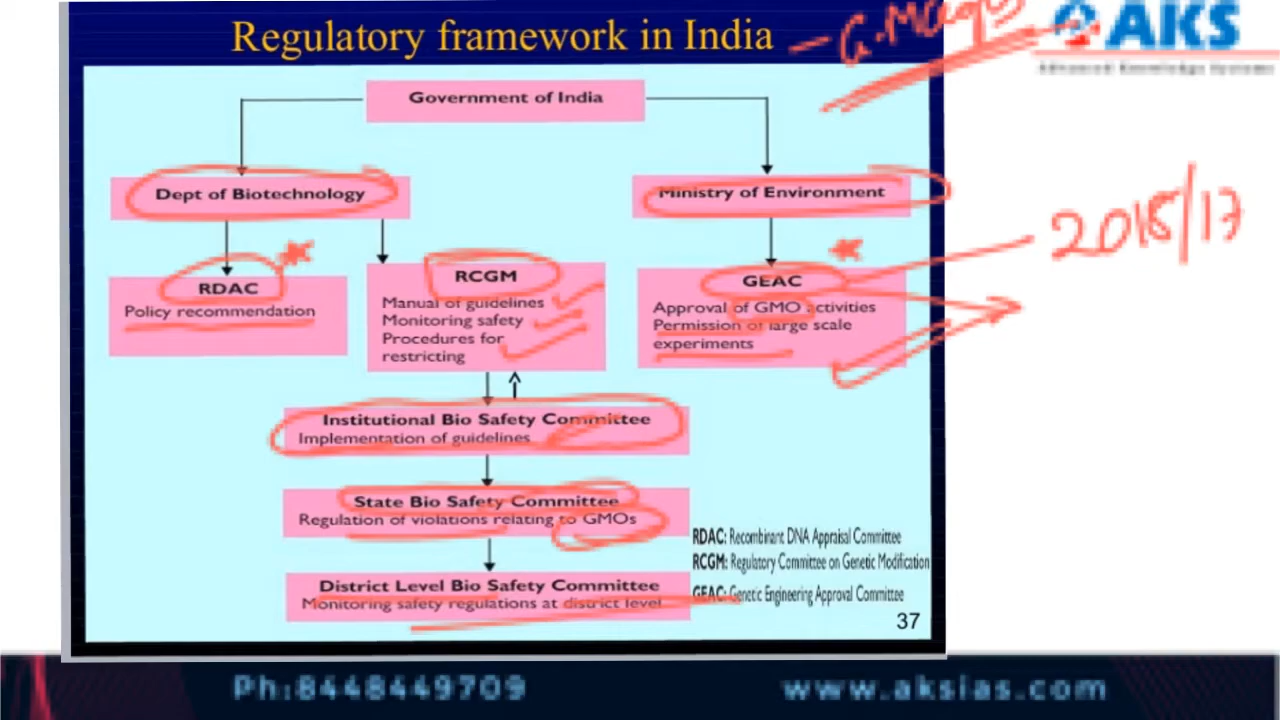 Regulatory framework in India
AKS
Advanced Knowledge Systems
Government of India
Dept of Biotechnology
Ministry of Environment
2018/17
RDAC
Policy recommendation
RCGM
Manual of guidelines
Monitoring safety
Procedures for
restricting
GEAC
Approval of GMO activities
Permission of large scale
experiments
Institutional Bio Safety Committee
Implementation of guidelines
State Bio Safety Committee
Regulation of violations relating to GMOs
District Level Bio Safety Committee
Monitoring safety regulations at district level
RDAC: Recombinant DNA Appraisal Committee
RCGM: Regulatory Committee on Genetic Modification
GEAC: Genetic Engineering Approval Committee
37
Ph:8448449709
www.aksias.com